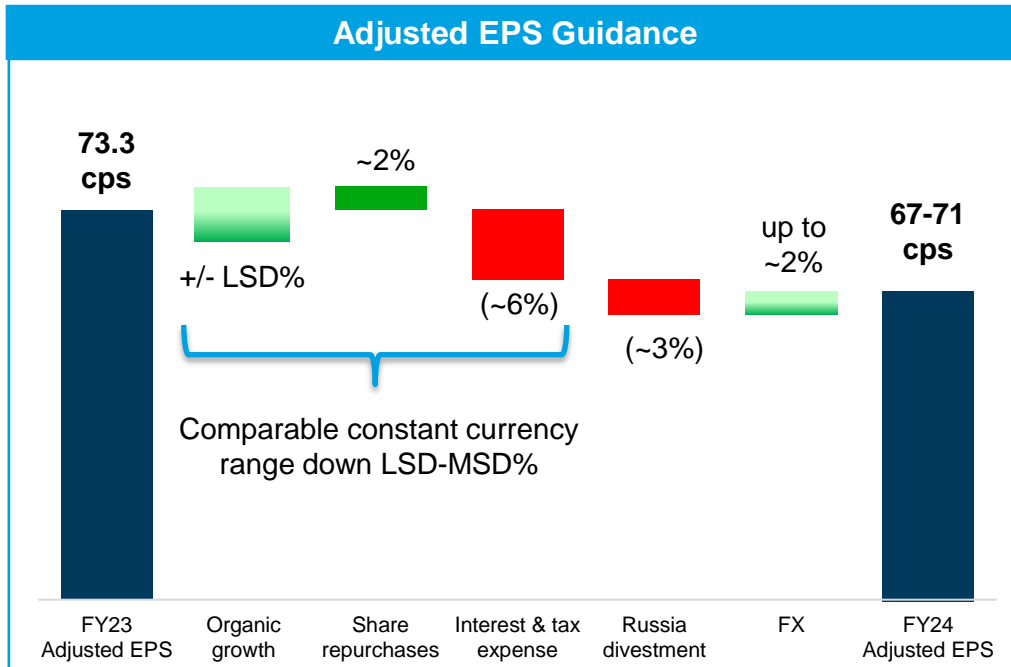 Adjusted EPS Guidance
73.3
cps
+/- LSD%
~2%
(~6%)
(~3%)
up to
~2%
67-71
cps
Comparable constant currency
range down LSD-MSD%
FY23
Adjusted EPS
Organic
growth
Share
repurchases
Interest & tax
expense
Russia
divestment
FX
FY24
Adjusted EPS